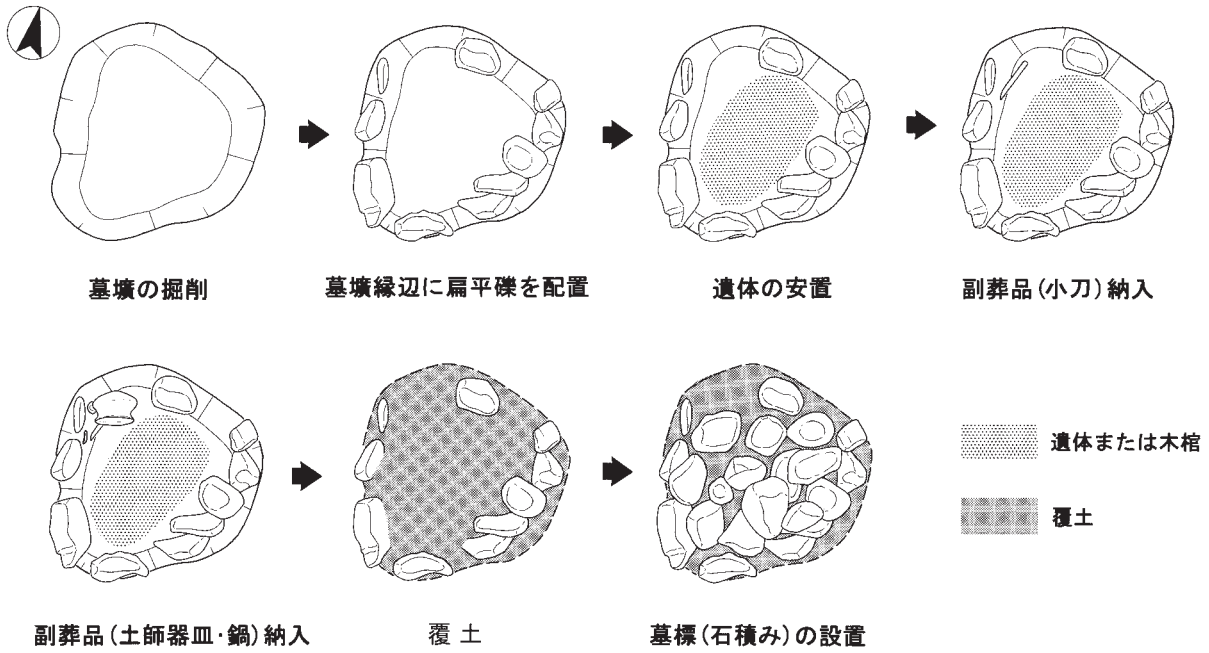 墓壙の掘削
墓壙縁辺に扁平礫を配置
遺体の安置
副葬品(小刀)納入
副葬品(土師器皿・鍋)納入
覆土
墓標(石積み)の設置
遺体または木棺
覆土